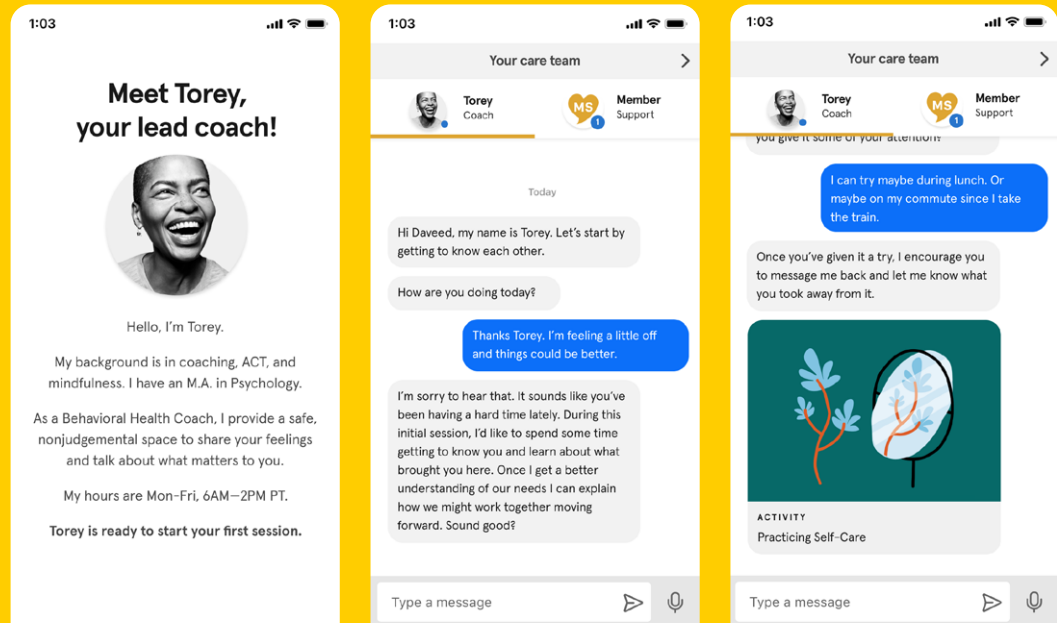 1:03
Meet Torey,
your lead coach!
Hello, I'm Torey.
My background is in coaching, ACT, and
mindfulness. I have an M.A. in Psychology.
As a Behavioral Health Coach, I provide a safe,
nonjudgemental space to share your feelings
and talk about what matters to you.
My hours are Mon-Fri, 6AM—2PM PT.
Torey is ready to start your first session.
1:03
Your care team
Torey
Coach
MS
1
Member
Support
Today
Hi Daveed, my name is Torey. Let's start by
getting to know each other.
How are you doing today?
Thanks Torey. I'm feeling a little off
and things could be better.
I'm sorry to hear that. It sounds like you've
been having a hard time lately. During this
initial session, I'd like to spend some time
getting to know you and learn about what
brought you here. Once I get a better
understanding of our needs I can explain
how we might work together moving
forward. Sound good?
Type a message
1:03
Your care team
Torey
Coach
MS
1
Member
Support
you give it some of your attention?
I can try maybe during lunch. Or
maybe on my commute since I take
the train.
Once you've given it a try, I encourage you
to message me back and let me know what
you took away from it.
ACTIVITY
Practicing Self-Care
Type a message